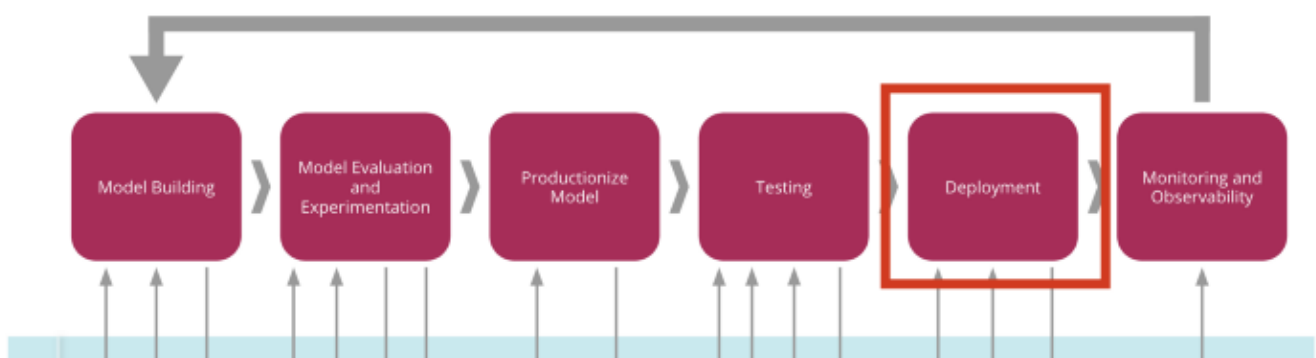 Model Building
Model Evaluation
and
Experimentation
Productionize
Model
Testing
Deployment
Monitoring and
Observability